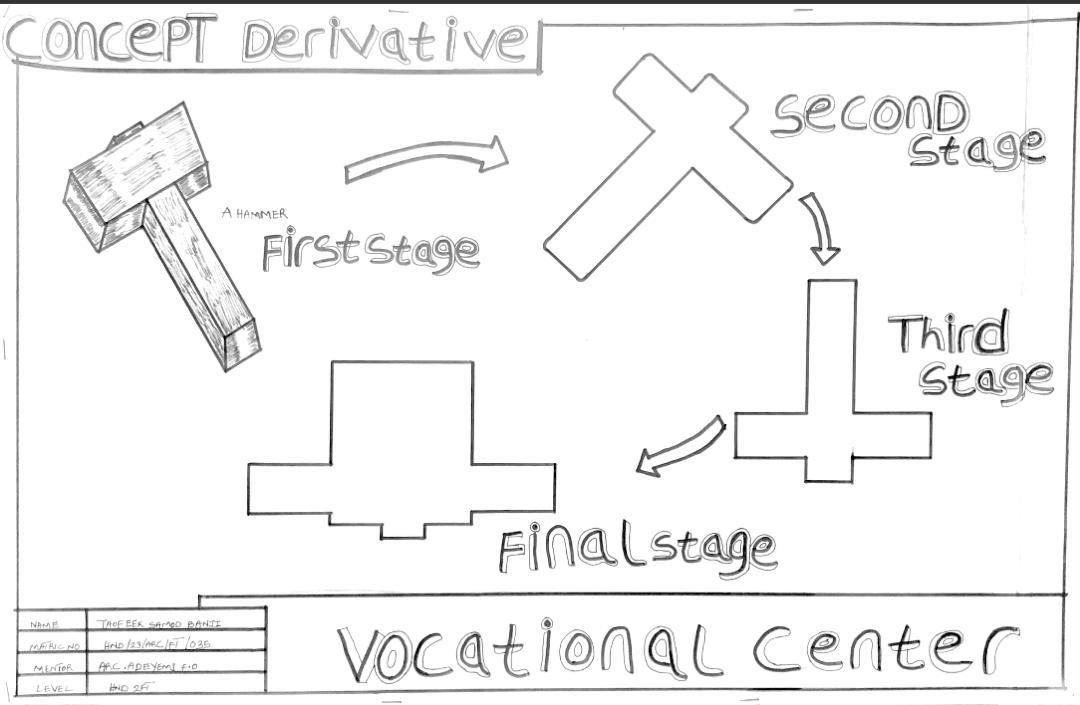 CONCEPT Derivative
A HAMMER
First stage
Second
stage
Third
stage
Final stage
NAME TAOFEEK SAMOD BANJI
MATRIC NO HND/23/ARC/FT/035
MENTOR ARC. ADEYEMI F.O
LEVEL HND 2FT
Vocational Center